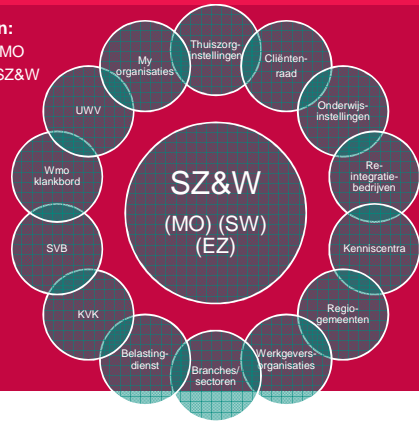 n:
MO
SZ&W
Thuiszorg-
instellingen
Cliënten-
raad
Onderwijs-
instellingen
Re-
integratie-
bedrijven
Kenniscentra
Regio-
gemeenten
Werkgevers-
organisaties
Branches/
sectoren
Belasting-
dienst
KVK
SVB
Wmo
klankbord
UWV
My
organisaties
SZ&W
(MO) (SW)
(EZ)